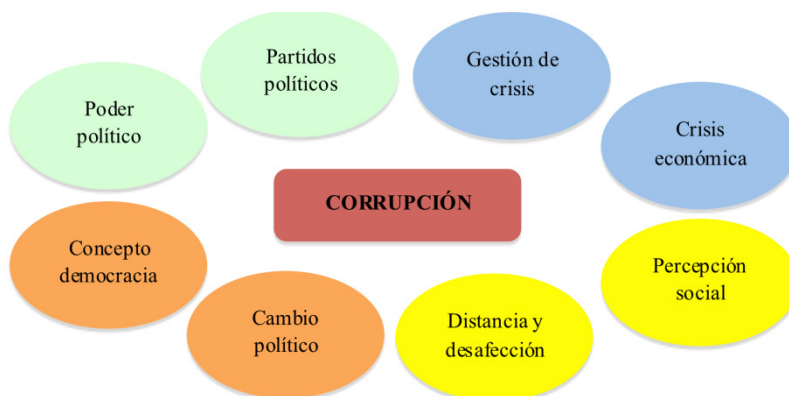 Partidos
políticos
Gestión de
crisis
Poder
político
Crisis
económica
CORRUPCIÓN
Concepto
democracia
Percepción
social
Cambio
político
Distancia y
desafección